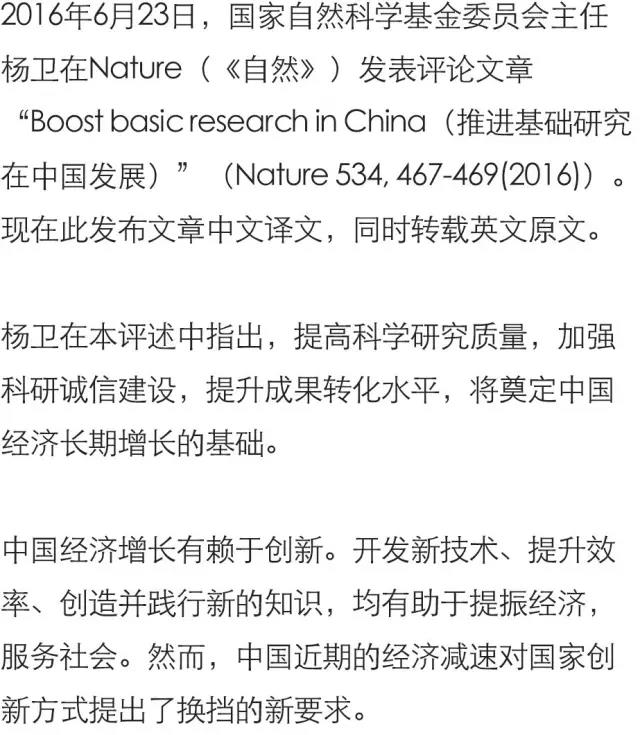 2016年6月23日，国家自然科学基金委员会主任
杨卫在Nature（《自然》）发表评论文章
“Boost basic research in China（推进基础研究
在中国发展）”（Nature 534, 467-469(2016)）。
现在此发布文章中文译文，同时转载英文原文。
杨卫在本评述中指出，提高科学研究质量，加强
科研诚信建设，提升成果转化水平，将奠定中国
经济长期增长的基础。
中国经济增长有赖于创新。开发新技术、提升效
率、创造并践行新的知识，均有助于提振经济，
服务社会。然而，中国近期的经济减速对国家创
新方式提出了换挡的新要求。